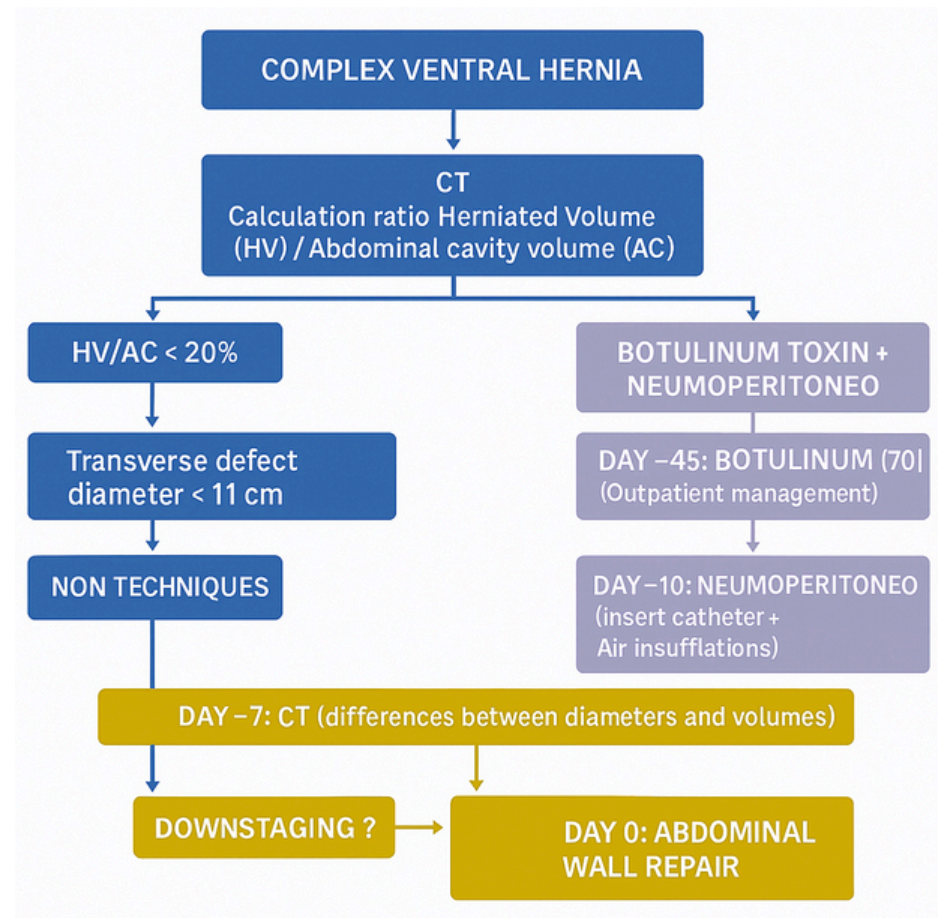 COMPLEX VENTRAL HERNIA
CT
Calculation ratio Herniated Volume
(HV) / Abdominal cavity volume (AC)
HV/AC < 20%
Transverse defect
diameter < 11 cm
NON TECHNIQUES
BOTULINUM TOXIN +
NEUMOPERITONEO
DAY –45: BOTULINUM (70|
(Outpatient management)
DAY–10: NEUMOPERITONEO
(insert catheter +
Air insufflations)
DAY –7: CT (differences between diameters and volumes)
DOWNSTAGING ?
DAY 0: ABDOMINAL
WALL REPAIR